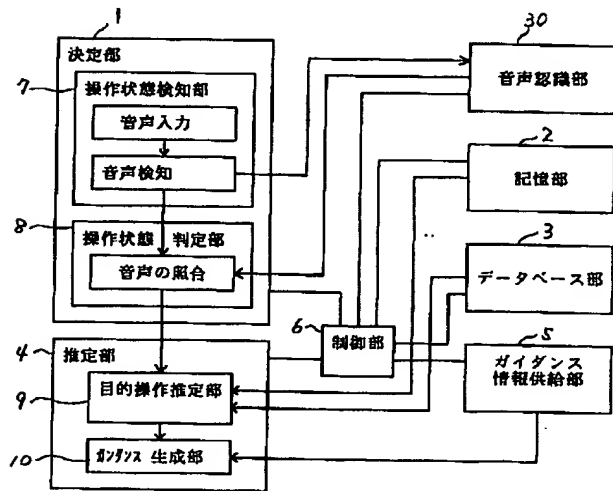 1
決定部
7
操作状態検知部
音声入力
音声検知
8
操作状態 判定部
音声の照合
4
推定部
9
目的操作推定部
10
ガンダンス 生成部
6
制御部
30
音声認識部
2
記憶部
3
データベース部
5
ガイダンス
情報供給部